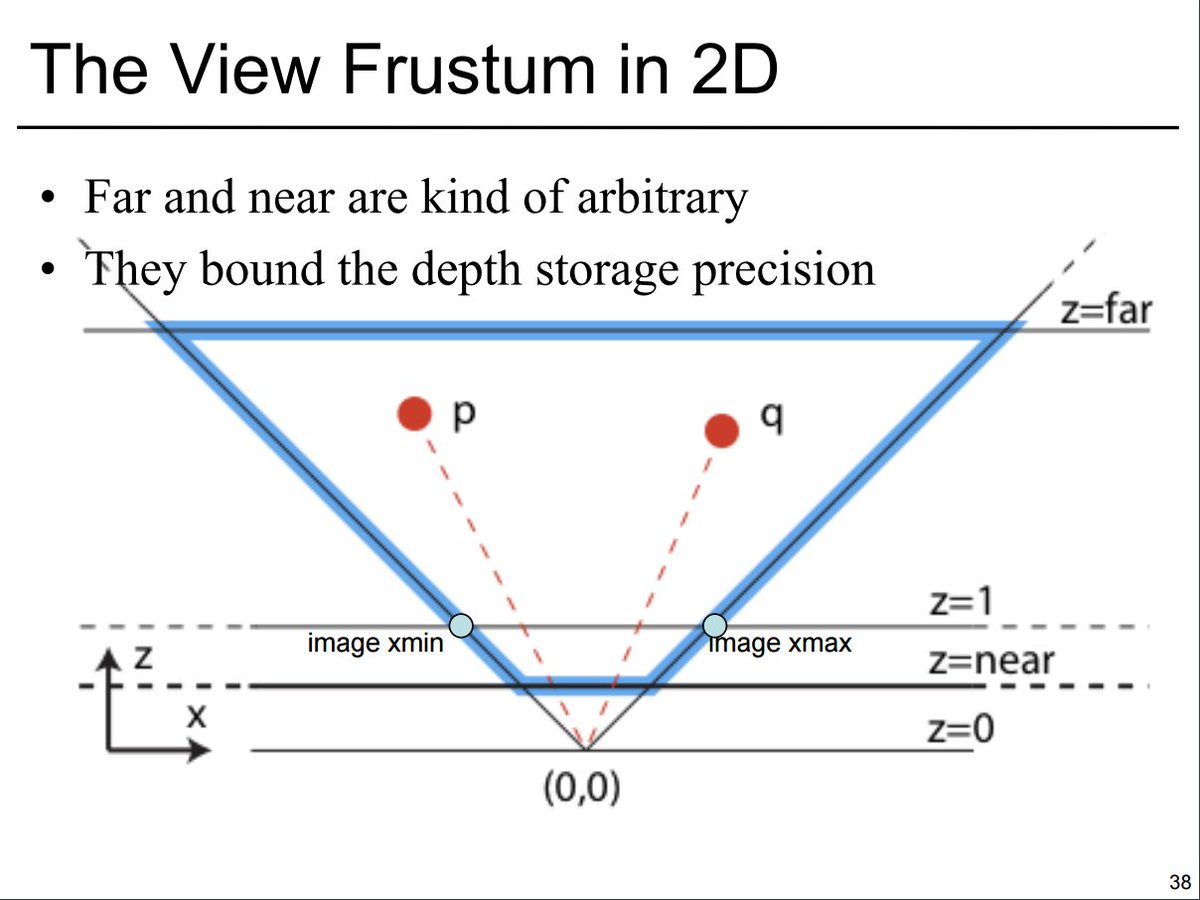 The View Frustum in 2D
• Far and near are kind of arbitrary
• They bound the depth storage precision
z=far
p
q
z=1
image xmin
image xmax
z
z=near
x
z=0
(0,0)
38